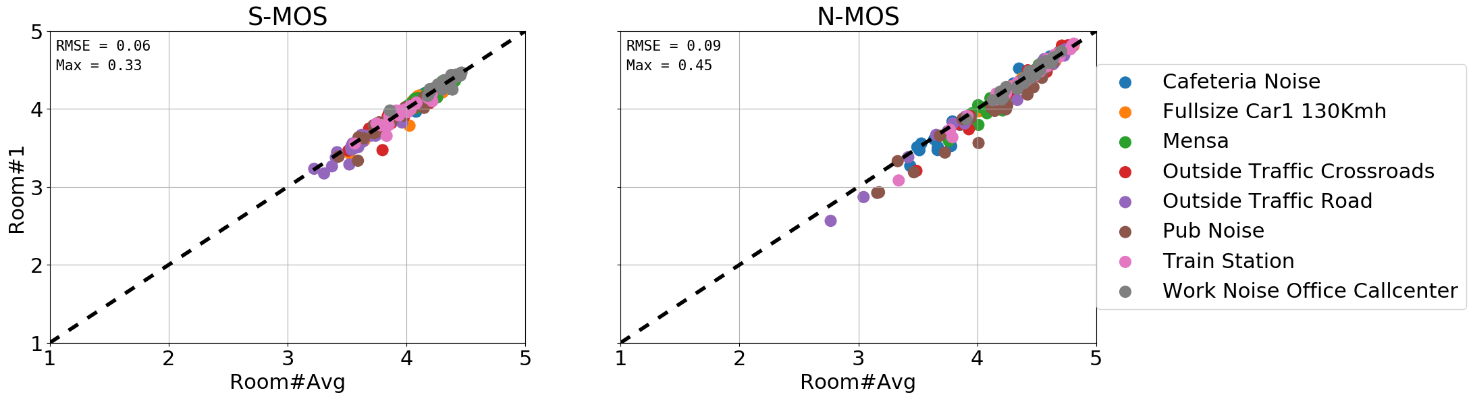 S-MOS
RMSE = 0.06
Max = 0.33
5
4
3
2
1
1 2 3 4 5
Room#1
Room#Avg
N-MOS
RMSE = 0.09
Max = 0.45
1 2 3 4 5
Room#Avg
Cafeteria Noise
Fullsize Car1 130Kmh
Mensa
Outside Traffic Crossroads
Outside Traffic Road
Pub Noise
Train Station
Work Noise Office Callcenter